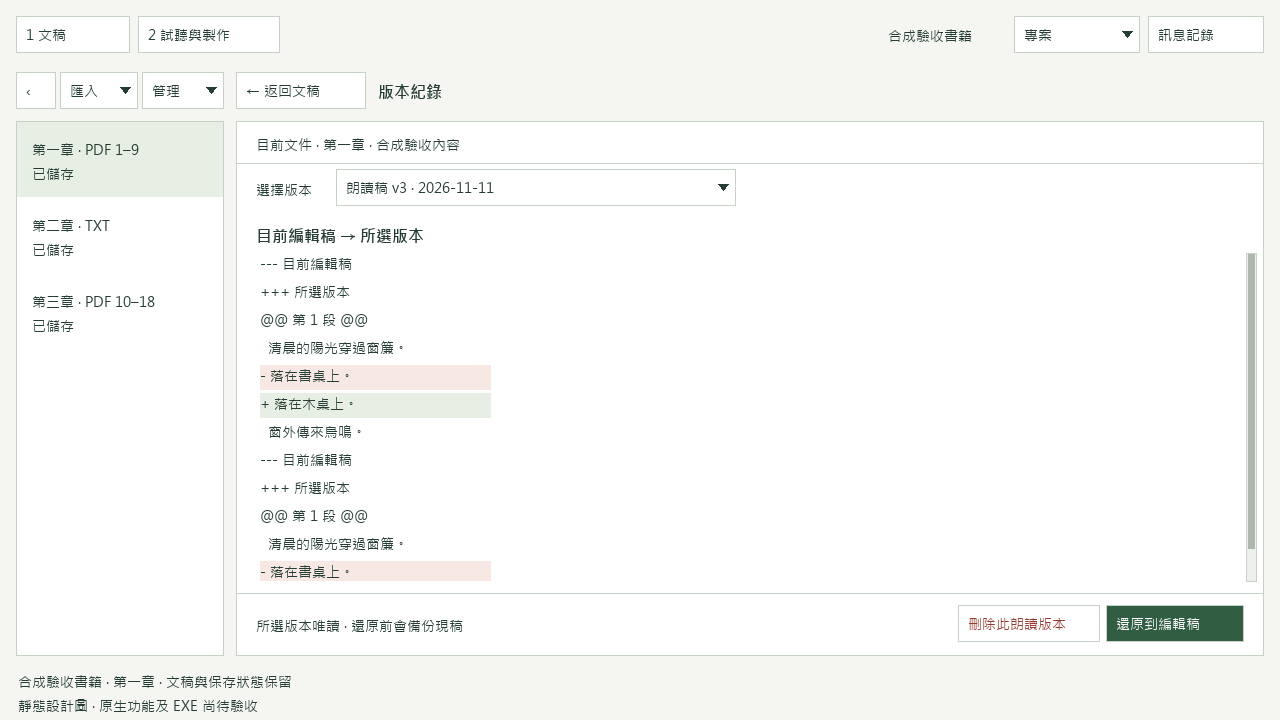 1 文稿
2 試聽與製作
合成驗收書籍
專案
訊息記錄
‹
匯入
管理
← 返回文稿
版本紀錄
第一章 · PDF 1–9
已儲存
第二章 · TXT
已儲存
第三章 · PDF 10–18
已儲存
目前文件 · 第一章 · 合成驗收內容
選擇版本
朗讀稿 v3 · 2026-11-11
目前編輯稿 → 所選版本
--- 目前編輯稿
+++ 所選版本
@@ 第 1 段 @@
清晨的陽光穿過窗簾。
- 落在書桌上。
+ 落在木桌上。
窗外傳來鳥鳴。
--- 目前編輯稿
+++ 所選版本
@@ 第 1 段 @@
清晨的陽光穿過窗簾。
- 落在書桌上。
所選版本唯讀 · 還原前會備份現稿
刪除此朗讀版本
還原到編輯稿
合成驗收書籍 · 第一章 · 文稿與保存狀態保留
靜態設計圖 · 原生功能及 EXE 尚待驗收